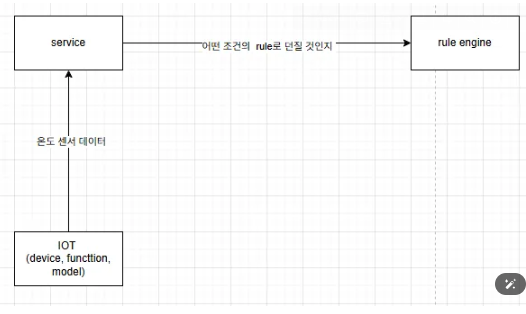 service
어떤 조건의 rule로 던질 것인지
rule engine
온도 센서 데이터
IOT
(device, functtion,
model)